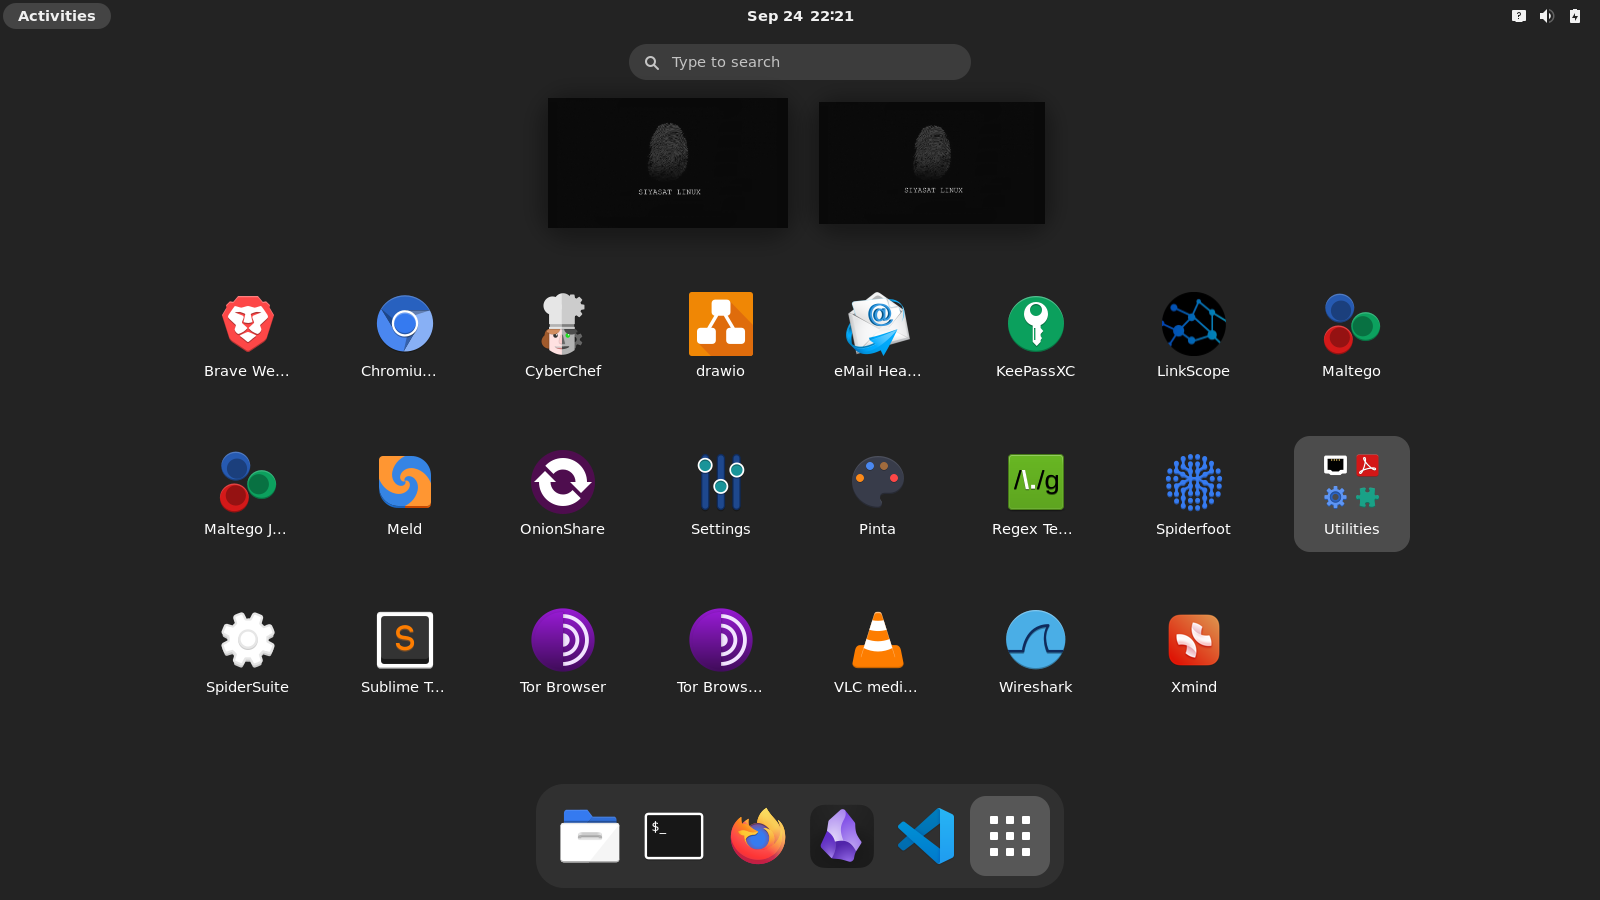 Activities
Sep 24 22:21
Type to search
SIYASAT LINUX
SIYASAT LINUX
Brave We...
Chromiu...
CyberChef
@
drawio
eMail Hea...
KeePassXC
LinkScope
Maltego
Maltego J...
Meld
OnionShare
Settings
Pinta
/\./g
Regex Te...
Spiderfoot
Utilities
SpiderSuite
S
Sublime T...
Tor Browser
Tor Brows...
VLC medi...
Wireshark
Xmind
$_